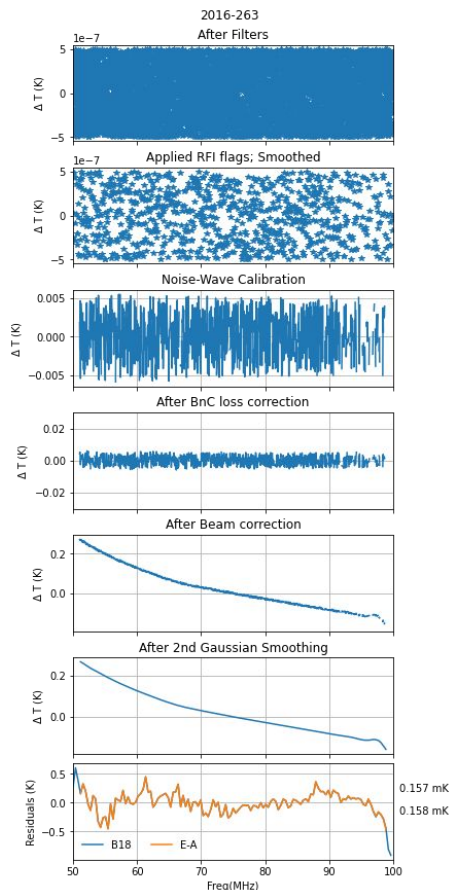 2016-263
After Filters
1e−7
5
0
−5
Δ T (K)
Applied RFI flags; Smoothed
1e−7
5
0
−5
Δ T (K)
Noise-Wave Calibration
0.005
0.000
−0.005
Δ T (K)
After BnC loss correction
0.02
0.00
−0.02
Δ T (K)
After Beam correction
0.2
0.0
Δ T (K)
After 2nd Gaussian Smoothing
0.2
0.0
Δ T (K)
0.5
0.0
−0.5
Residuals (K)
0.157 mK
0.158 mK
B18 E-A
50 60 70 80 90 100
Freq(MHz)